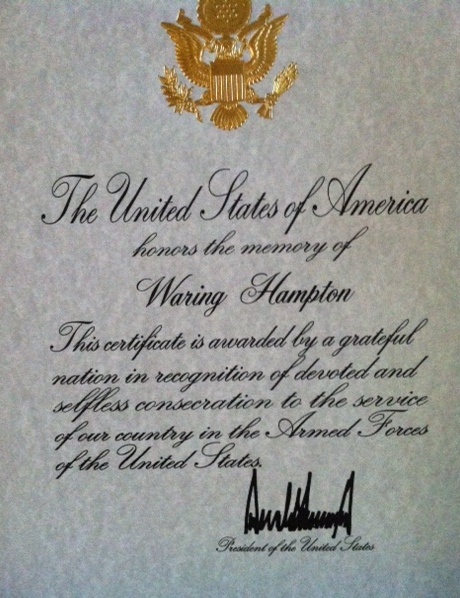 The United States of America
honors the memory of
Waring Hampton
This certificate is awarded by a grateful
nation in recognition of devoted and
selfless consecration to the service
of our country in the Armed Forces
of the United States.
President of the United States